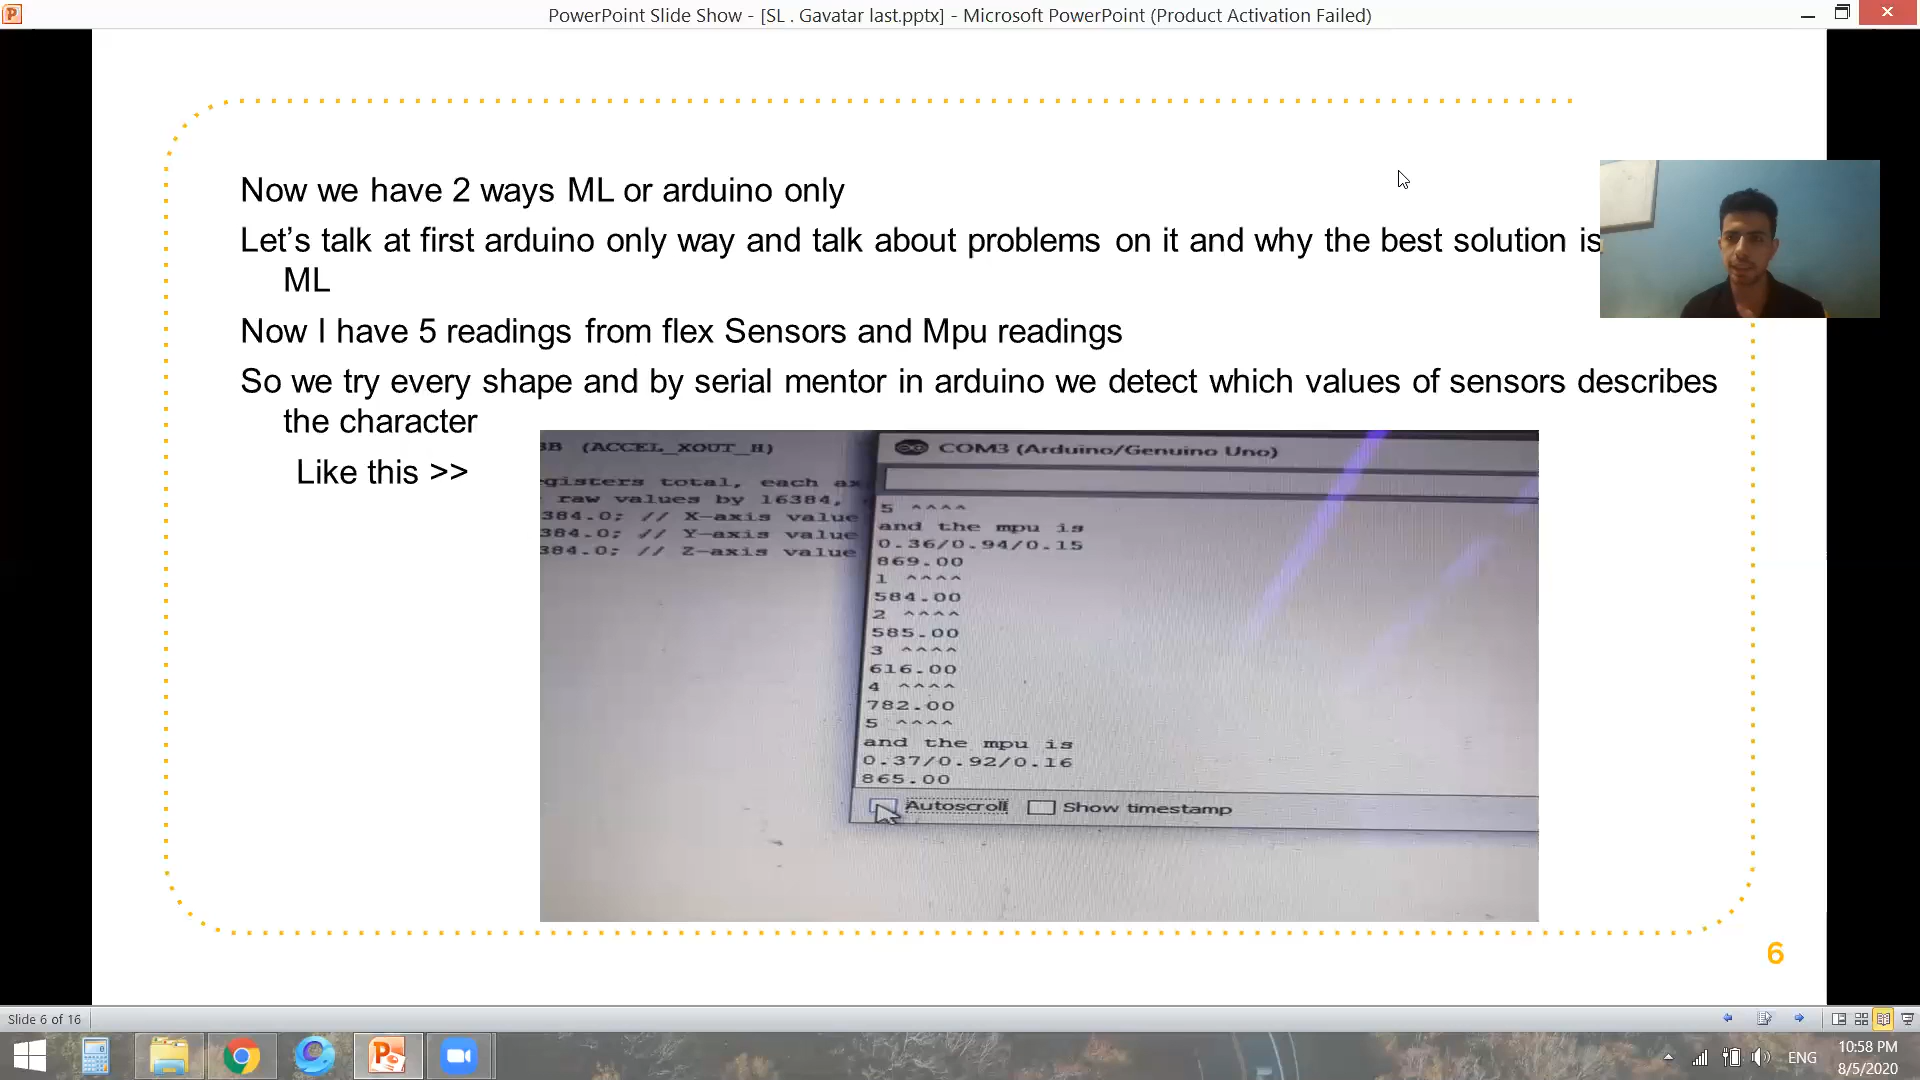 PowerPoint Slide Show - [SL . Gavatar last.pptx] - Microsoft PowerPoint (Product Activation Failed)
Now we have 2 ways ML or arduino only
Let's talk at first arduino only way and talk about problems on it and why the best solution is
ML
Now I have 5 readings from flex Sensors and Mpu readings
So we try every shape and by serial mentor in arduino we detect which values of sensors describes
the character
Like this >>
(ACCEL_XOUT_H)
total, each
raw values by 16384,
384.0; // X-axis value
384.0; // Y-axis value
384.0; // Z-axis value
COM3 (Arduino/Genuino Uno)
5 ^^^^
and the mpu is
0.36/0.94/0.15
869.00
1 ^^^^
584.00
2 ^^^^
585.00
3 ^^^^
616.00
4 ^^^^
782.00
5 ^^^^
and the mpu is
0.37/0.92/0.16
865.00
Autoscroll Show timestamp
6
Slide 6 of 16
ENG
10:58 PM
8/5/2020